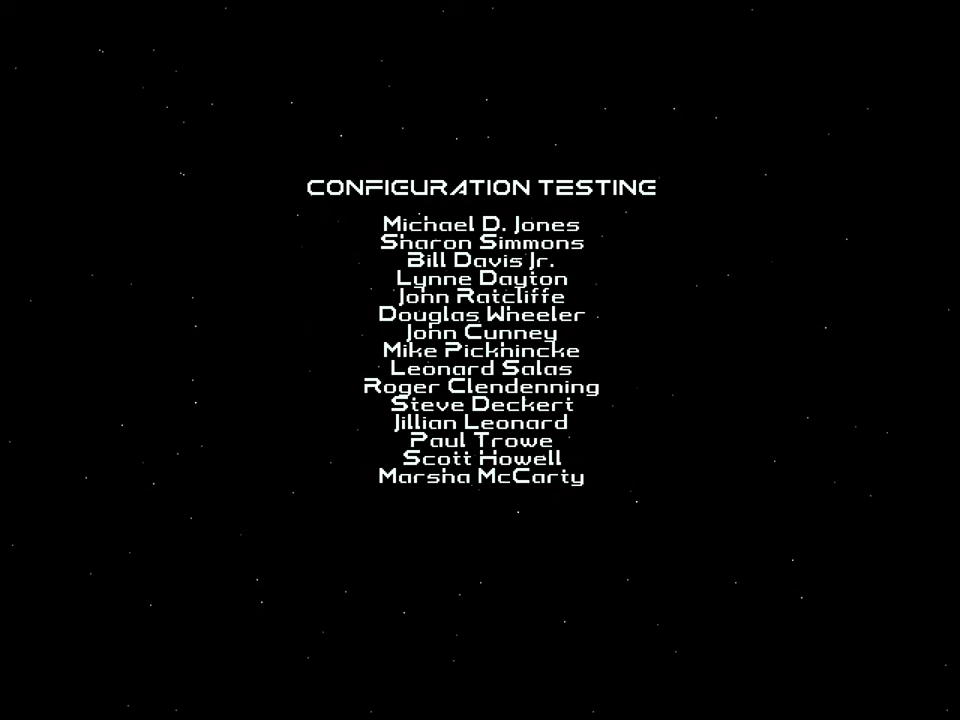 CONFIGURATION TESTING
Michael D. Jones
Sharon Simmons
Bill Davis Jr.
Lynne Dayton
John Ratcliffe
Douglas Wheeler
John Cunney
Mike Pickhincke
Leonard Salas
Roger Clendenning
Steve Deckert
Jillian Leonard
Paul Trowe
Scott Howell
Marsha McCarty